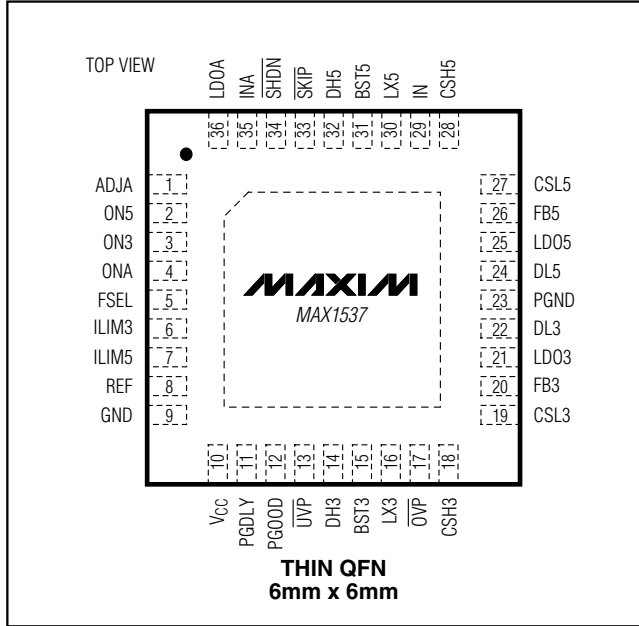 TOP VIEW
LDOA
INA
SHDN
SKIP
DH5
BST5
LX5
IN
CSH5
36
35
34
33
32
31
30
29
28
ADJA 1
ON5 2
ON3 3
ONA 4
FSEL 5
ILIM3 6
ILIM5 7
REF 8
GND 9
MAXIM
MAX1537
27 CSL5
26 FB5
25 LDO5
24 DL5
23 PGND
22 DL3
21 LDO3
20 FB3
19 CSL3
10
11
12
13
14
15
16
17
18
VCC
PGDLY
PGOOD
UVP
DH3
BST3
LX3
OVP
CSH3
THIN QFN
6mm x 6mm